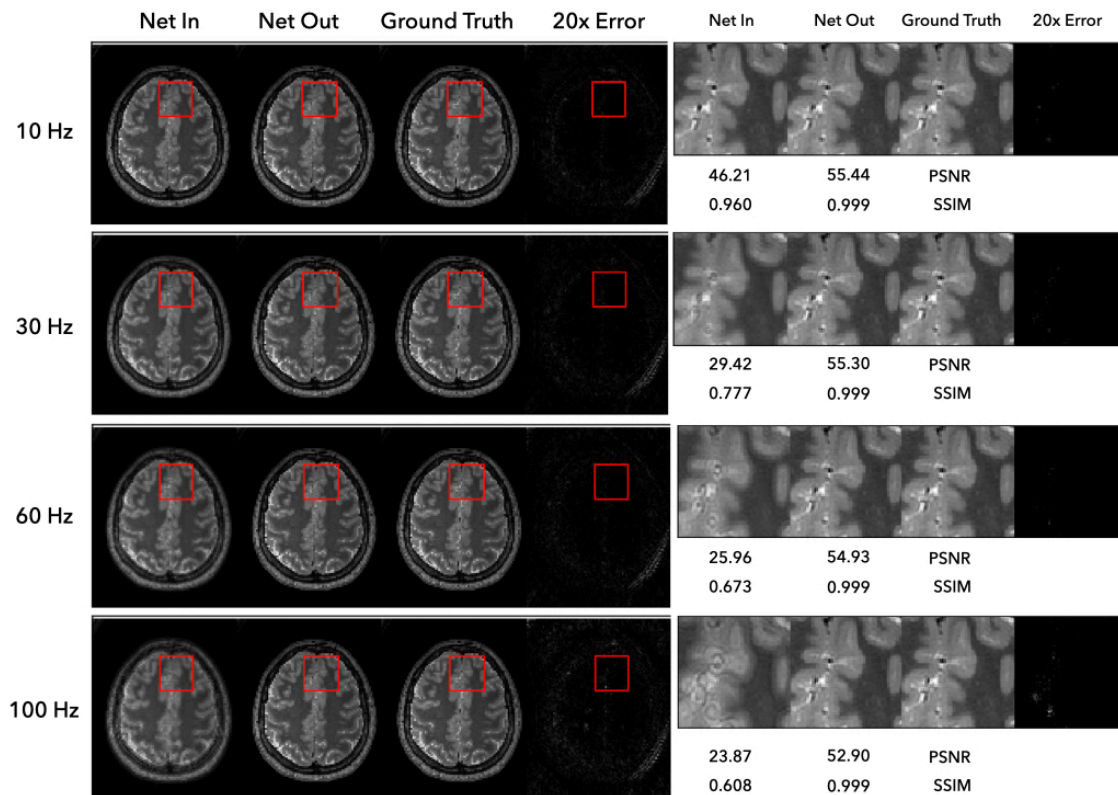 Net In Net Out Ground Truth 20x Error
Net In Net Out Ground Truth 20x Error
10 Hz
46.21 55.44 PSNR
0.960 0.999 SSIM
30 Hz
29.42 55.30 PSNR
0.777 0.999 SSIM
60 Hz
25.96 54.93 PSNR
0.673 0.999 SSIM
100 Hz
23.87 52.90 PSNR
0.608 0.999 SSIM